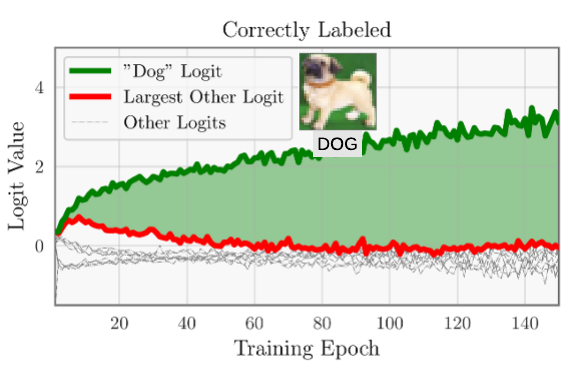 Correctly Labeled
"Dog" Logit
Largest Other Logit
Other Logits
DOG
Logit Value
4
2
0
20 40 60 80 100 120 140
Training Epoch